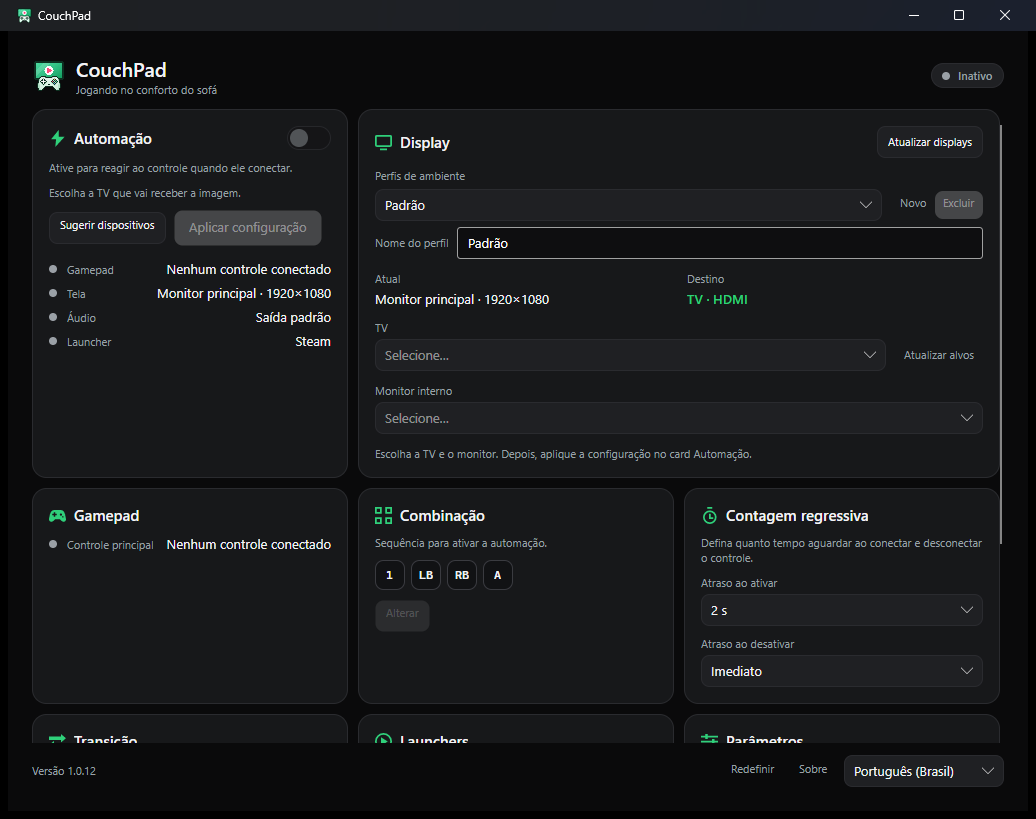 CouchPad
CouchPad
Jogando no conforto do sofá
Inativo
Automação
Ative para reagir ao controle quando ele conectar.
Escolha a TV que vai receber a imagem.
Sugerir dispositivos
Aplicar configuração
Gamepad
Nenhum controle conectado
Tela
Monitor principal · 1920×1080
Áudio
Saída padrão
Launcher
Steam
Display
Atualizar displays
Perfis de ambiente
Padrão
Novo
Excluir
Nome do perfil
Padrão
Atual
Destino
Monitor principal · 1920×1080
TV · HDMI
TV
Selecione...
Atualizar alvos
Monitor interno
Selecione...
Escolha a TV e o monitor. Depois, aplique a configuração no card Automação.
Gamepad
Controle principal
Nenhum controle conectado
Combinação
Sequência para ativar a automação.
1
LB
RB
A
Alterar
Contagem regressiva
Defina quanto tempo aguardar ao conectar e desconectar
o controle.
Atraso ao ativar
2 s
Atraso ao desativar
Imediato
Transição
Launchers
Parâmetros
Versão 1.0.12
Redefinir
Sobre
Português (Brasil)